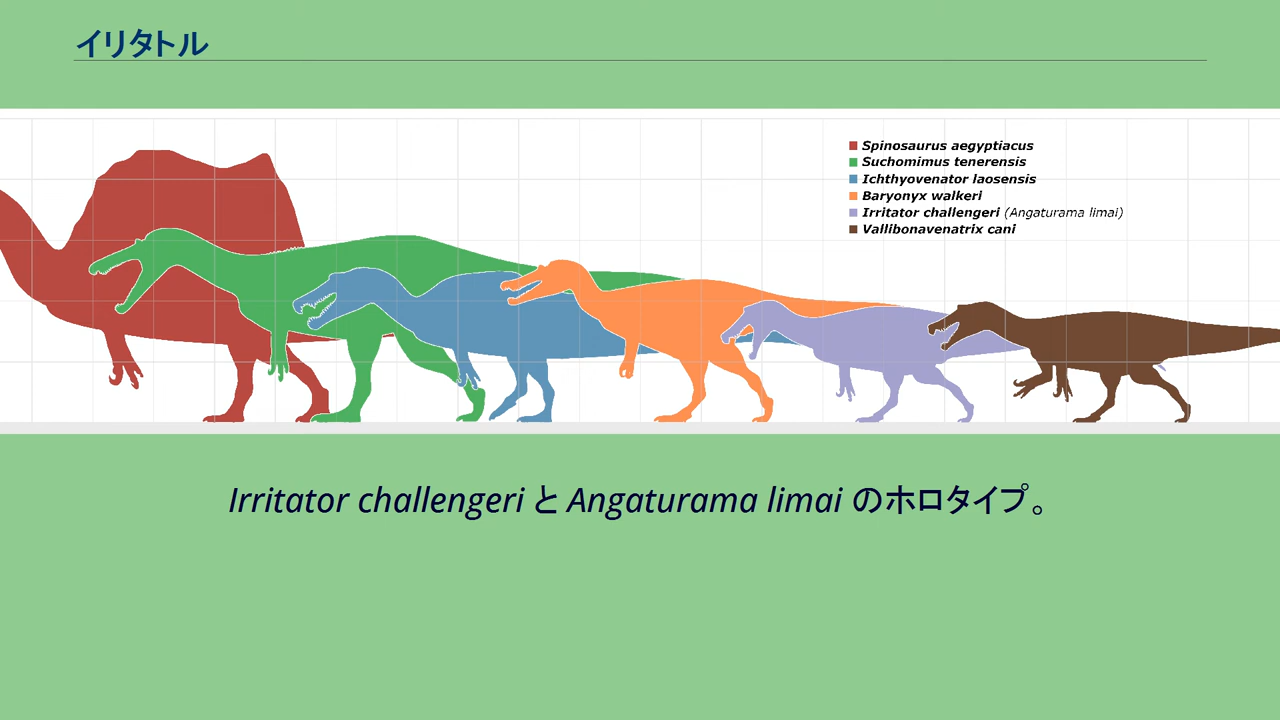 イリタトル
Spinosaurus aegyptiacus
Suchomimus tenerensis
Ichthyovenator laosensis
Baryonyx walkeri
Irritator challengeri (Angaturama limai)
Vallibonavenatrix cani
Irritator challengeri と Angaturama limai のホロタイプ。